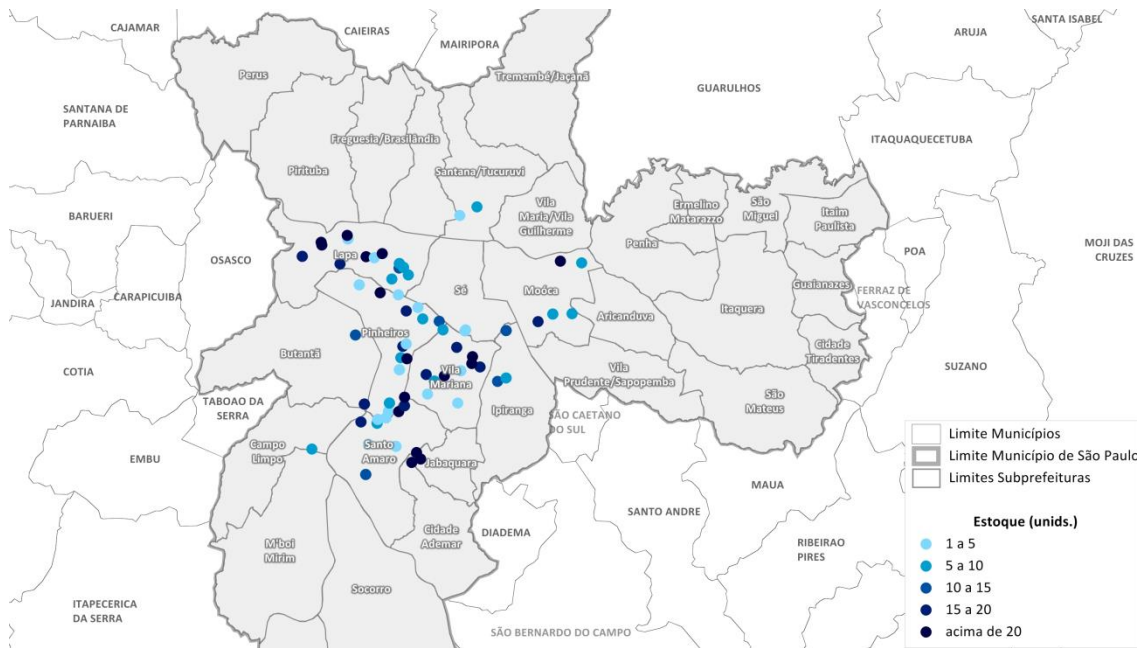 CAJAMAR
CAIEIRAS
MAIRIPORA
SANTA ISABEL
ARUJA
Perus
Tremembé/Jaçanã
GUARULHOS
SANTANA DE
PARNAIBA
Freguesia/Brasilândia
ITAQUAQUECETUBA
Pirituba
Santana/Tucuruvi
Vila
Maria/Vila
Guilherme
Ermelino
Matarazzo
São
Miguel
Itaim
Paulista
BARUERI
Penha
OSASCO
Lapa
POA
MOJI DAS
CRUZES
JANDIRA
CARAPICUIBA
Sé
Moóca
Guaianazes
FERRAZ DE
VASCONCELOS
Itaquera
Aricanduva
Pinheiros
Butantã
Cidade
Tiradentes
COTIA
Vila
Mariana
Vila
Prudente/Sapopemba
SUZANO
TABOAO DA
SERRA
São
Mateus
Ipiranga
SÃO CAETANO
DO SUL
Campo
Limpo
Santo
Amaro
EMBU
Jabaquara
Limite Municípios
Limite Município de São Paulo
Limites Subprefeituras
MAUA
SANTO ANDRE
Cidade
Ademar
DIADEMA
M'boi
Mirim
RIBEIRAO
PIRES
Estoque (unids.)
1 a 5
5 a 10
10 a 15
15 a 20
acima de 20
Socorro
ITAPECERICA
DA SERRA
SÃO BERNARDO DO CAMPO